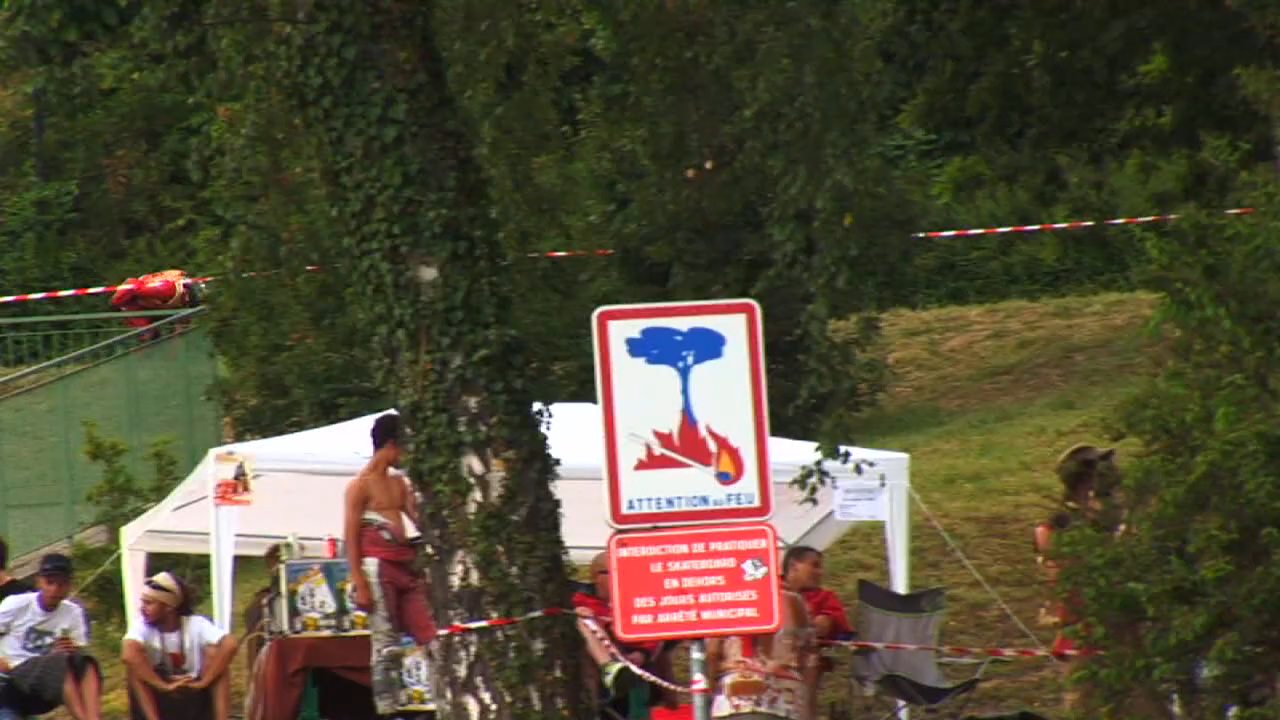 ATTENTION AU FEU
INTERDICTION DE PRATIQUER
LE SKATEBOARD
EN DEHORS
DES JOURS AUTORISÉS
PAR ARRÊTÉ MUNICIPAL